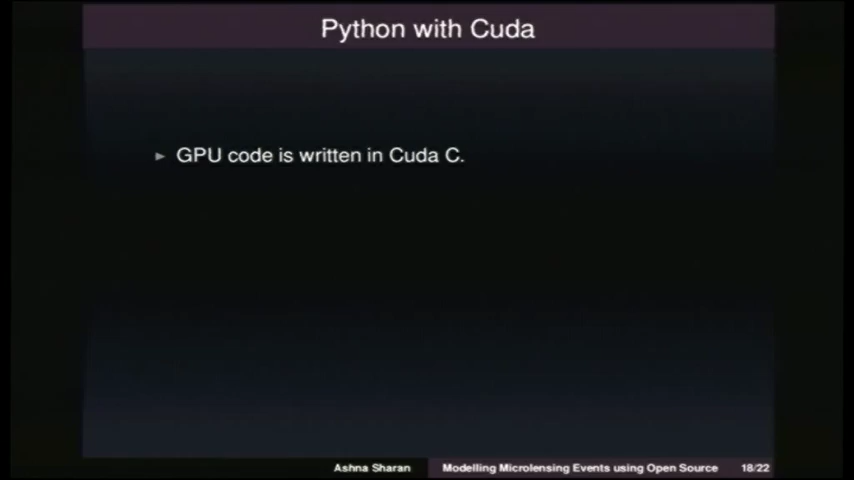 Python with Cuda
► GPU code is written in Cuda C.
Ashna Sharan Modelling Microlensing Events using Open Source 18/22